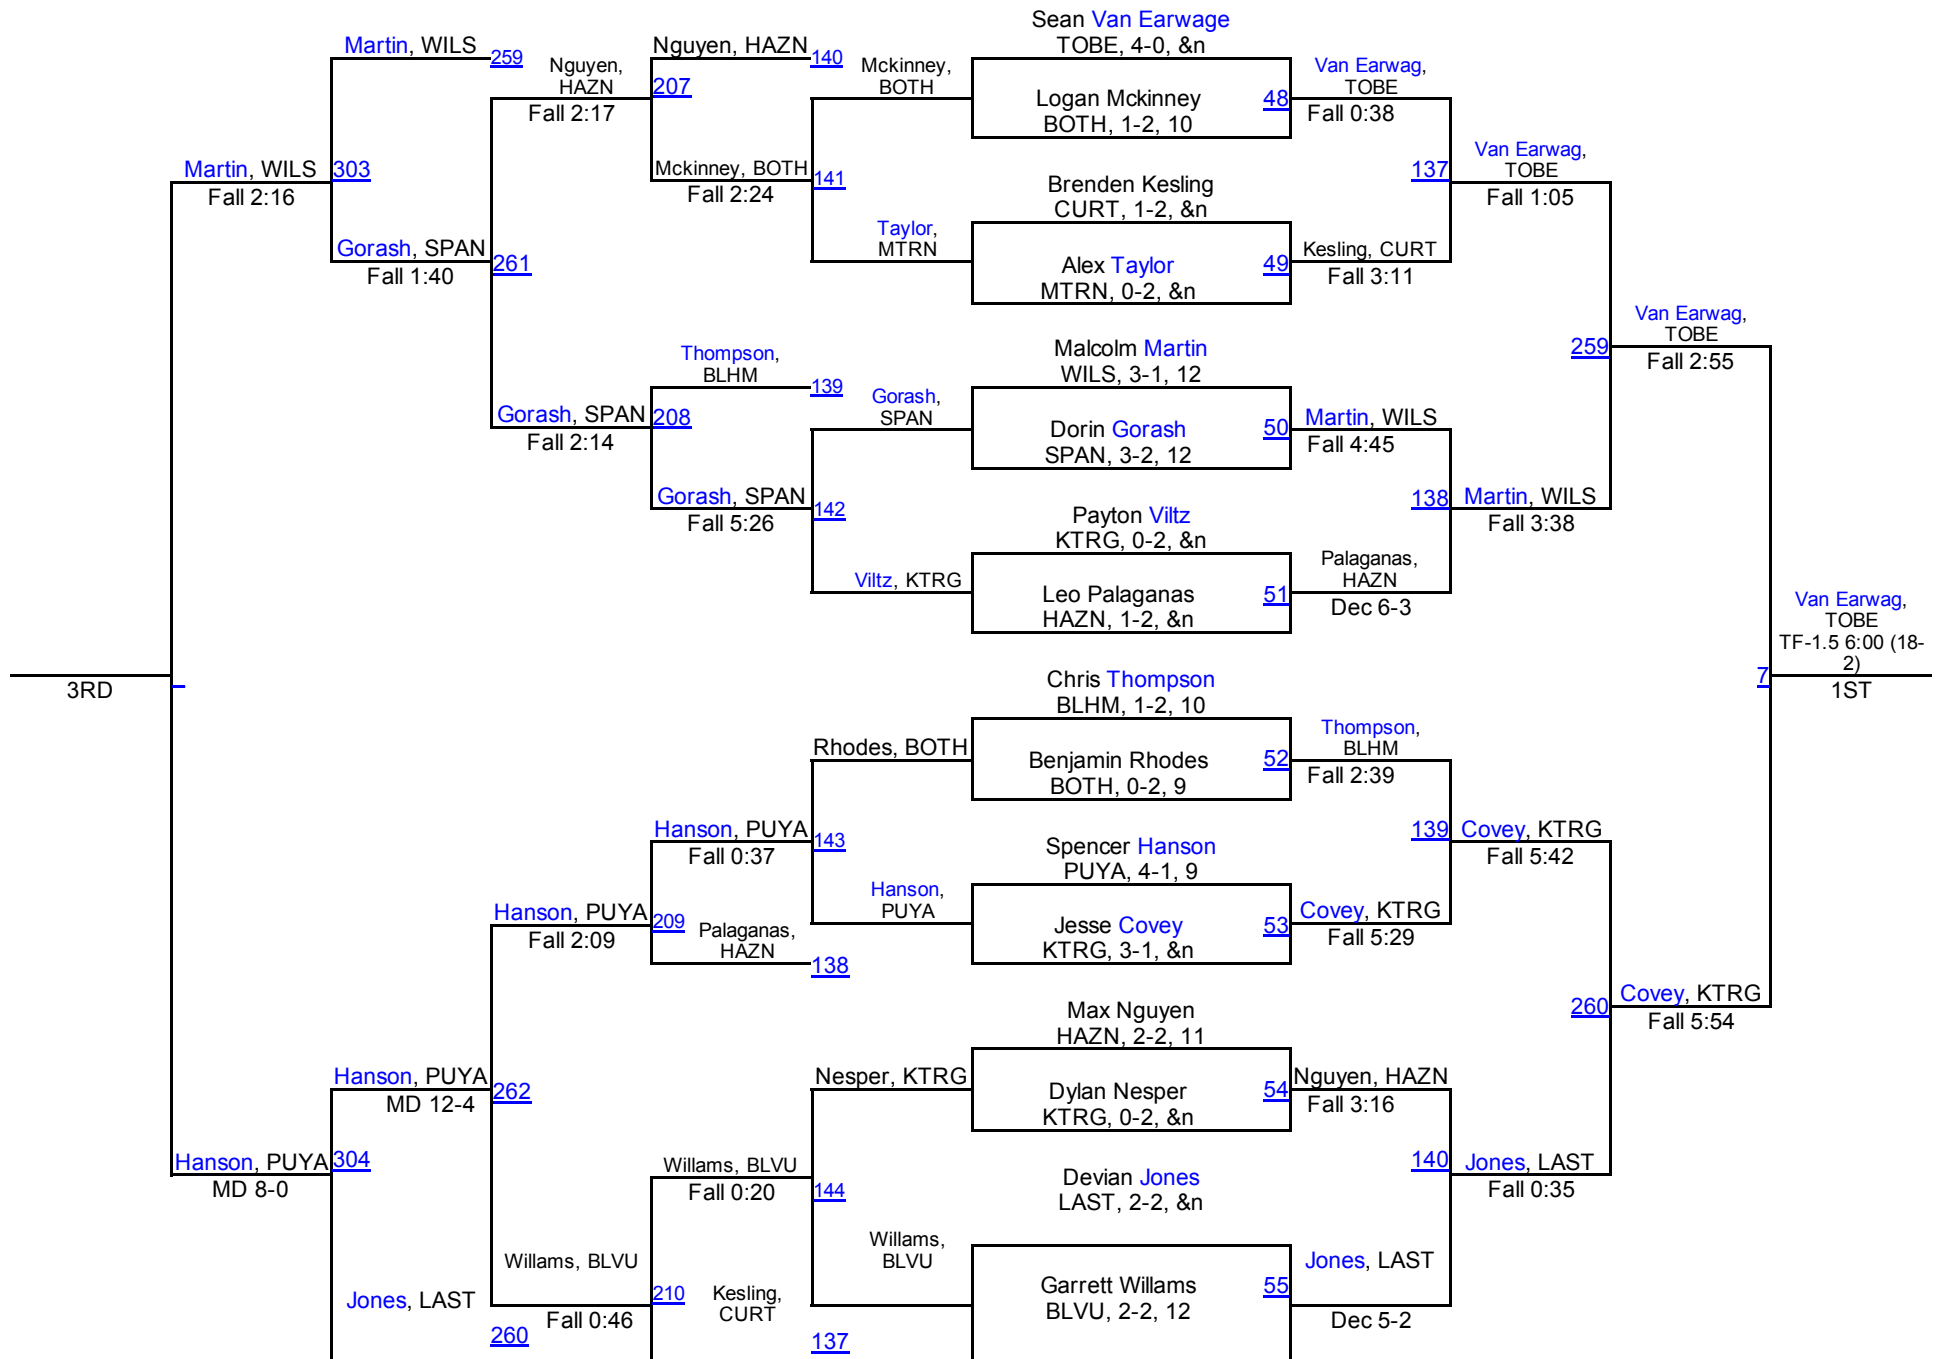 Sean Van Earwage
TOBE, 4-0, &n
Logan Mckinney
BOTH, 1-2, 10
48
Brenden Kesling
CURT, 1-2, &n
Alex Taylor
MTRN, 0-2, &n
49
Malcolm Martin
WILS, 3-1, 12
Dorin Gorash
SPAN, 3-2, 12
50
Payton Viltz
KTRG, 0-2, &n
Leo Palaganas
HAZN, 1-2, &n
51
Chris Thompson
BLHM, 1-2, 10
Benjamin Rhodes
BOTH, 0-2, 9
52
Spencer Hanson
PUYA, 4-1, 9
Jesse Covey
KTRG, 3-1, &n
53
Max Nguyen
HAZN, 2-2, 11
Dylan Nesper
KTRG, 0-2, &n
54
Devian Jones
LAST, 2-2, &n
Garrett Willams
BLVU, 2-2, 12
55
Van Earwag,
TOBE
Fall 0:38
137
Kesling, CURT
Fall 3:11
Martin, WILS
Fall 4:45
138
Palaganas,
HAZN
Dec 6-3
Thompson,
BLHM
Fall 2:39
139
Covey, KTRG
Fall 5:29
Nguyen, HAZN
Fall 3:16
140
Jones, LAST
Dec 5-2
Van Earwag,
TOBE
Fall 1:05
259
Martin, WILS
Fall 3:38
Covey, KTRG
Fall 5:42
260
Jones, LAST
Fall 0:35
Van Earwag,
TOBE
Fall 2:55
7
Covey, KTRG
Fall 5:54
Van Earwag,
TOBE
TF-1.5 6:00 (18-
2)
1ST
Mckinney,
BOTH
141
Taylor,
MTRN
Gorash,
SPAN
142
Viltz, KTRG
Rhodes, BOTH
143
Hanson,
PUYA
Nesper, KTRG
144
Willams,
BLVU
Nguyen, HAZN
140
207
Mckinney, BOTH
Fall 2:24
Thompson,
BLHM
139
208
Gorash, SPAN
Fall 5:26
Hanson, PUYA
Fall 0:37
209
Palaganas,
HAZN
138
Willams, BLVU
Fall 0:20
210
Kesling,
CURT
137
Nguyen,
HAZN
Fall 2:17
261
Gorash, SPAN
Fall 2:14
Hanson, PUYA
Fall 2:09
262
Willams, BLVU
Fall 0:46
Martin, WILS
259
303
Gorash, SPAN
Fall 1:40
Hanson, PUYA
MD 12-4
304
Jones, LAST
260
Martin, WILS
Fall 2:16
Hanson, PUYA
MD 8-0
3RD